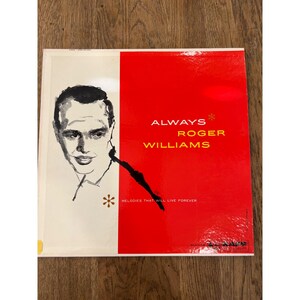 ALWAYS*
ROGER
WILLIAMS
* MELODIES THAT WILL LIVE FOREVER